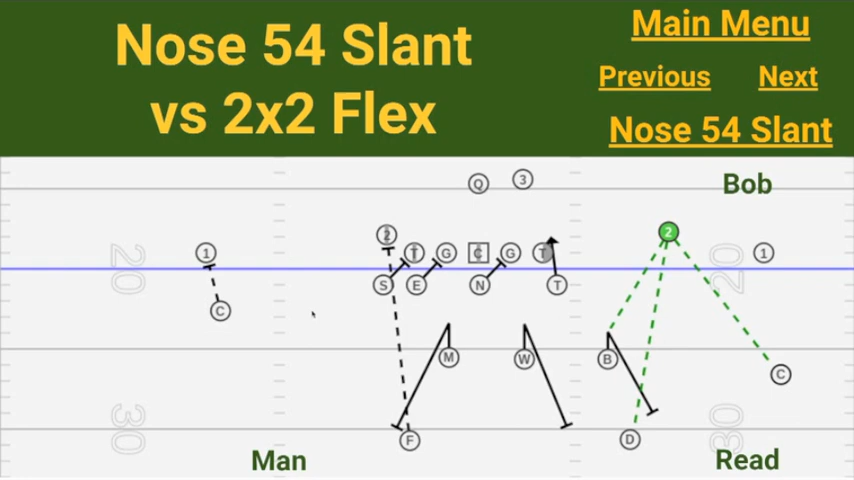 Nose 54 Slant
vs 2x2 Flex
Main Menu
Previous Next
Nose 54 Slant
Bob
Q 3
2 2
1 T G C G T 1
20 20
S E N T
C
M W B
C
F D
30 30
Man Read